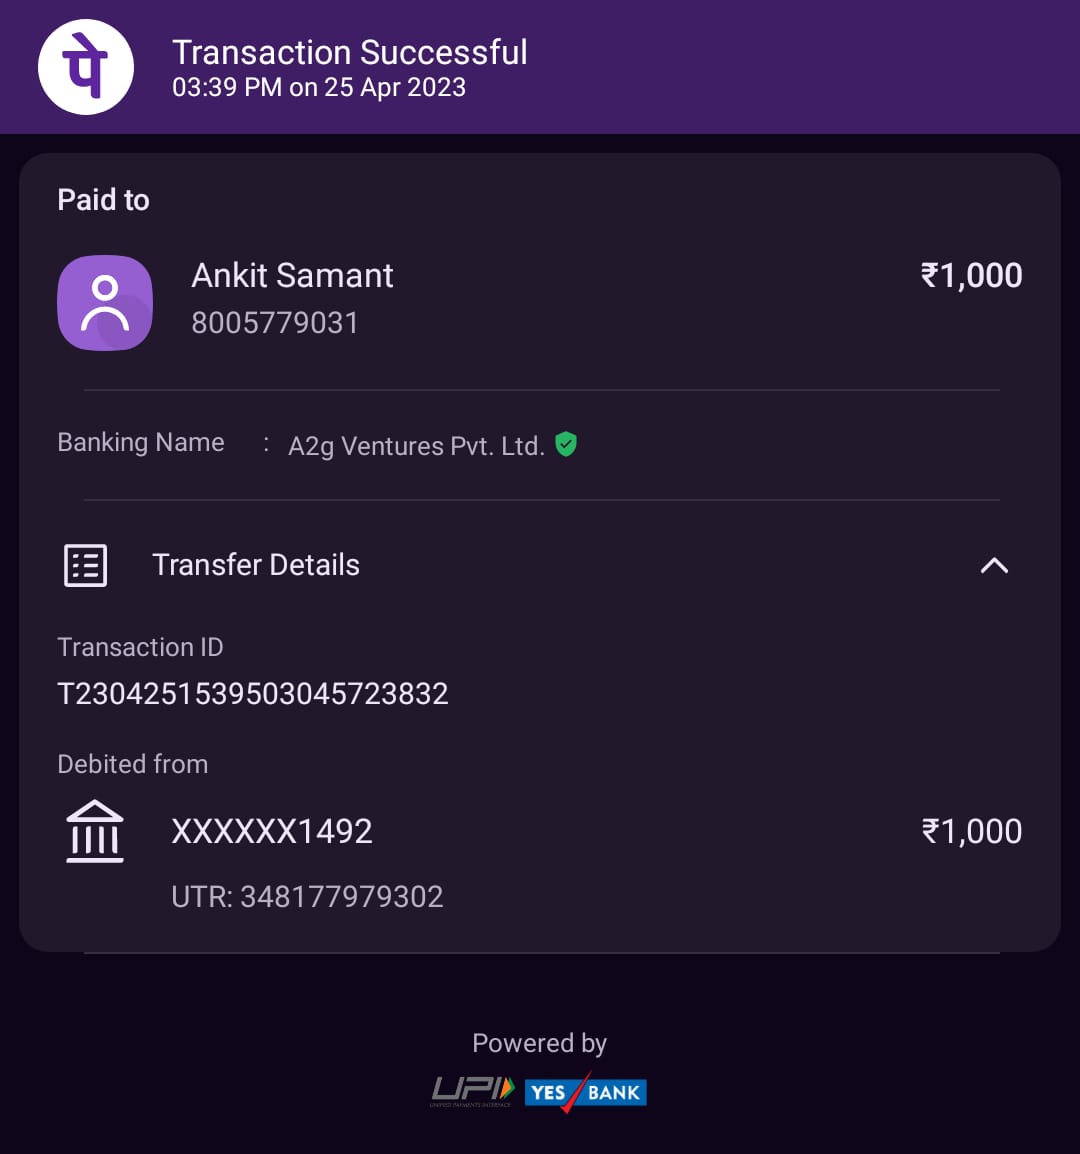 पे
Transaction Successful
03:39 PM on 25 Apr 2023
Paid to
Ankit Samant ₹1,000
8005779031
Banking Name : A2g Ventures Pvt. Ltd.
Transfer Details
Transaction ID
T2304251539503045723832
Debited from
XXXXXX1492 ₹1,000
UTR: 348177979302
Powered by
UPI YES BANK
UNIFIED PAYMENTS INTERFACE